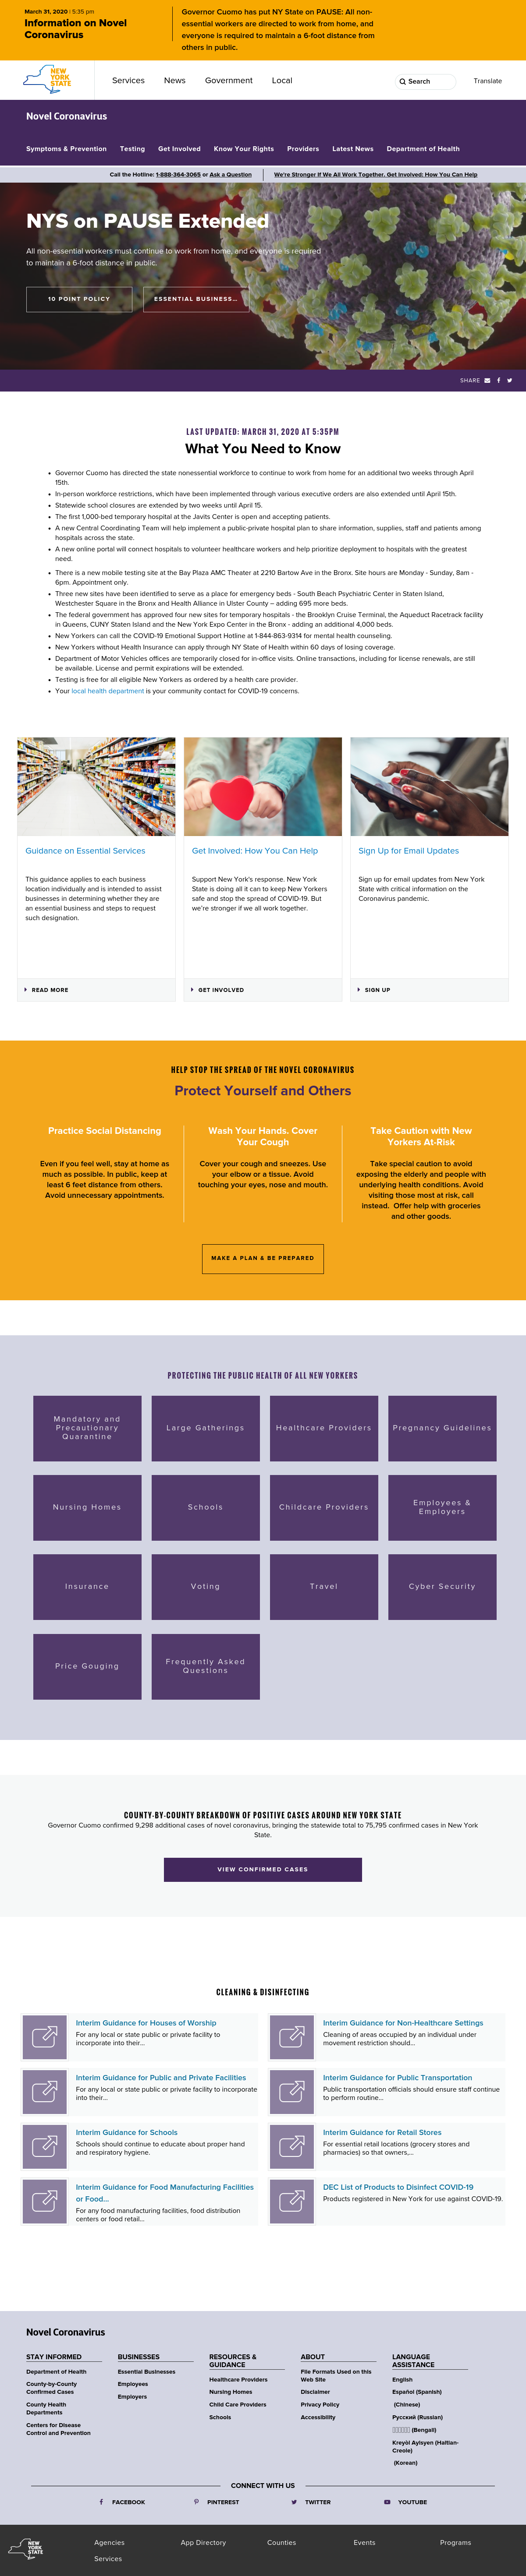 March 31, 2020 | 5:35 pm
Information on Novel
Coronavirus
Governor Cuomo has put NY State on PAUSE: All non-
essential workers are directed to work from home, and
everyone is required to maintain a 6-foot distance from
others in public.
NEW
YORK
STATE
Services
News
Government
Local
Search
Translate
Novel Coronavirus
Symptoms & Prevention
Testing
Get Involved
Know Your Rights
Providers
Latest News
Department of Health
Call the Hotline: 1-888-364-3065 or Ask a Question
We're Stronger If We All Work Together. Get Involved: How You Can Help
NYS on PAUSE Extended
All non-essential workers must continue to work from home, and everyone is required
to maintain a 6-foot distance in public.
10 POINT POLICY
ESSENTIAL BUSINESS…
SHARE
LAST UPDATED: MARCH 31, 2020 AT 5:35PM
What You Need to Know
• Governor Cuomo has directed the state nonessential workforce to continue to work from home for an additional two weeks through April
15th.
• In-person workforce restrictions, which have been implemented through various executive orders are also extended until April 15th.
• Statewide school closures are extended by two weeks until April 15.
• The first 1,000-bed temporary hospital at the Javits Center is open and accepting patients.
• A new Central Coordinating Team will help implement a public-private hospital plan to share information, supplies, staff and patients among
hospitals across the state.
• A new online portal will connect hospitals to volunteer healthcare workers and help prioritize deployment to hospitals with the greatest
need.
• There is a new mobile testing site at the Bay Plaza AMC Theater at 2210 Bartow Ave in the Bronx. Site hours are Monday - Sunday, 8am -
6pm. Appointment only.
• Three new sites have been identified to serve as a place for emergency beds - South Beach Psychiatric Center in Staten Island,
Westchester Square in the Bronx and Health Alliance in Ulster County – adding 695 more beds.
• The federal government has approved four new sites for temporary hospitals - the Brooklyn Cruise Terminal, the Aqueduct Racetrack facility
in Queens, CUNY Staten Island and the New York Expo Center in the Bronx - adding an additional 4,000 beds.
• New Yorkers can call the COVID-19 Emotional Support Hotline at 1-844-863-9314 for mental health counseling.
• New Yorkers without Health Insurance can apply through NY State of Health within 60 days of losing coverage.
• Department of Motor Vehicles offices are temporarily closed for in-office visits. Online transactions, including for license renewals, are still
be available. License and permit expirations will be extended.
• Testing is free for all eligible New Yorkers as ordered by a health care provider.
• Your local health department is your community contact for COVID-19 concerns.
Guidance on Essential Services
This guidance applies to each business
location individually and is intended to assist
businesses in determining whether they are
an essential business and steps to request
such designation.
READ MORE
Get Involved: How You Can Help
Support New York's response. New York
State is doing all it can to keep New Yorkers
safe and stop the spread of COVID-19. But
we're stronger if we all work together.
GET INVOLVED
Sign Up for Email Updates
Sign up for email updates from New York
State with critical information on the
Coronavirus pandemic.
SIGN UP
HELP STOP THE SPREAD OF THE NOVEL CORONAVIRUS
Protect Yourself and Others
Practice Social Distancing
Even if you feel well, stay at home as
much as possible. In public, keep at
least 6 feet distance from others.
Avoid unnecessary appointments.
Wash Your Hands. Cover
Your Cough
Cover your cough and sneezes. Use
your elbow or a tissue. Avoid
touching your eyes, nose and mouth.
Take Caution with New
Yorkers At-Risk
Take special caution to avoid
exposing the elderly and people with
underlying health conditions. Avoid
visiting those most at risk, call
instead. Offer help with groceries
and other goods.
MAKE A PLAN & BE PREPARED
PROTECTING THE PUBLIC HEALTH OF ALL NEW YORKERS
Mandatory and
Precautionary
Quarantine
Large Gatherings
Healthcare Providers
Pregnancy Guidelines
Nursing Homes
Schools
Childcare Providers
Employees &
Employers
Insurance
Voting
Travel
Cyber Security
Price Gouging
Frequently Asked
Questions
COUNTY-BY-COUNTY BREAKDOWN OF POSITIVE CASES AROUND NEW YORK STATE
Governor Cuomo confirmed 9,298 additional cases of novel coronavirus, bringing the statewide total to 75,795 confirmed cases in New York
State.
VIEW CONFIRMED CASES
CLEANING & DISINFECTING
Interim Guidance for Houses of Worship
For any local or state public or private facility to
incorporate into their...
Interim Guidance for Non-Healthcare Settings
Cleaning of areas occupied by an individual under
movement restriction should...
Interim Guidance for Public and Private Facilities
For any local or state public or private facility to incorporate
into their...
Interim Guidance for Public Transportation
Public transportation officials should ensure staff continue
to perform routine...
Interim Guidance for Schools
Schools should continue to educate about proper hand
and respiratory hygiene.
Interim Guidance for Retail Stores
For essential retail locations (grocery stores and
pharmacies) so that owners,...
Interim Guidance for Food Manufacturing Facilities
or Food...
For any food manufacturing facilities, food distribution
centers or food retail...
DEC List of Products to Disinfect COVID-19
Products registered in New York for use against COVID-19.
Novel Coronavirus
STAY INFORMED
Department of Health
County-by-County
Confirmed Cases
County Health
Departments
Centers for Disease
Control and Prevention
BUSINESSES
Essential Businesses
Employees
Employers
RESOURCES &
GUIDANCE
Healthcare Providers
Nursing Homes
Child Care Providers
Schools
ABOUT
File Formats Used on this
Web Site
Disclaimer
Privacy Policy
Accessibility
LANGUAGE
ASSISTANCE
English
Español (Spanish)
(Chinese)
Русский (Russian)
(Bengali)
Kreyòl Ayisyen (Haitian-
Creole)
(Korean)
CONNECT WITH US
FACEBOOK
PINTEREST
TWITTER
YOUTUBE
NEW
YORK
STATE
Agencies
App Directory
Counties
Events
Programs
Services